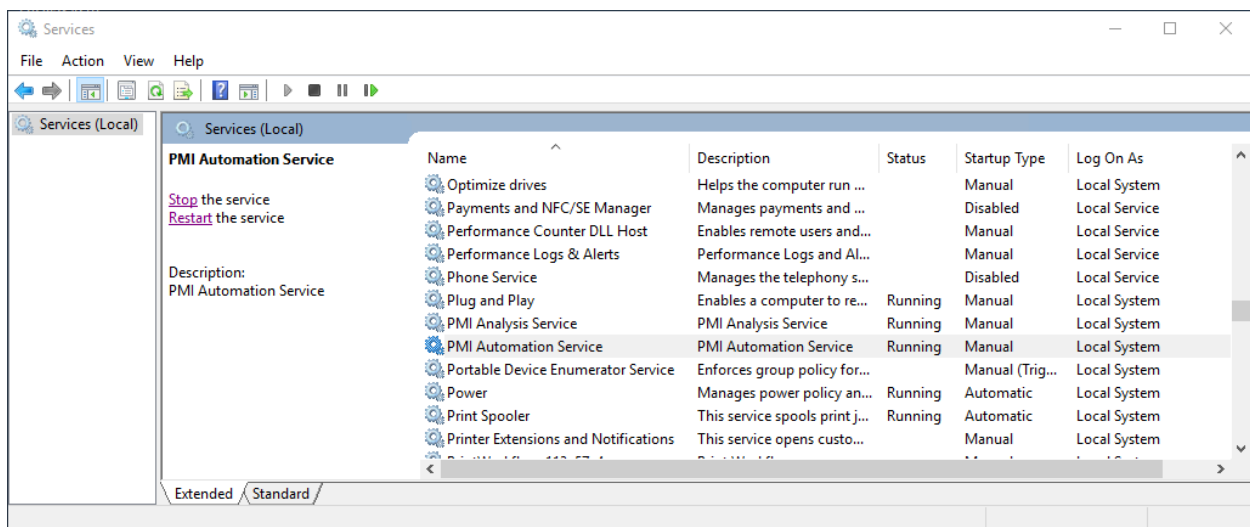 Services
File Action View Help
Services (Local)
Services (Local)
PMI Automation Service
Stop the service
Restart the service
Description:
PMI Automation Service
Name Description Status Startup Type Log On As
Optimize drives Helps the computer run ... Manual Local System
Payments and NFC/SE Manager Manages payments and ... Disabled Local Service
Performance Counter DLL Host Enables remote users and... Manual Local Service
Performance Logs & Alerts Performance Logs and Al... Manual Local Service
Phone Service Manages the telephony s... Disabled Local Service
Plug and Play Enables a computer to re... Running Manual Local System
PMI Analysis Service PMI Analysis Service Running Manual Local System
PMI Automation Service PMI Automation Service Running Manual Local System
Portable Device Enumerator Service Enforces group policy for... Manual (Trig... Local System
Power Manages power policy an... Running Automatic Local System
Print Spooler This service spools print j... Running Automatic Local System
Printer Extensions and Notifications This service opens custo... Manual Local System
Extended Standard